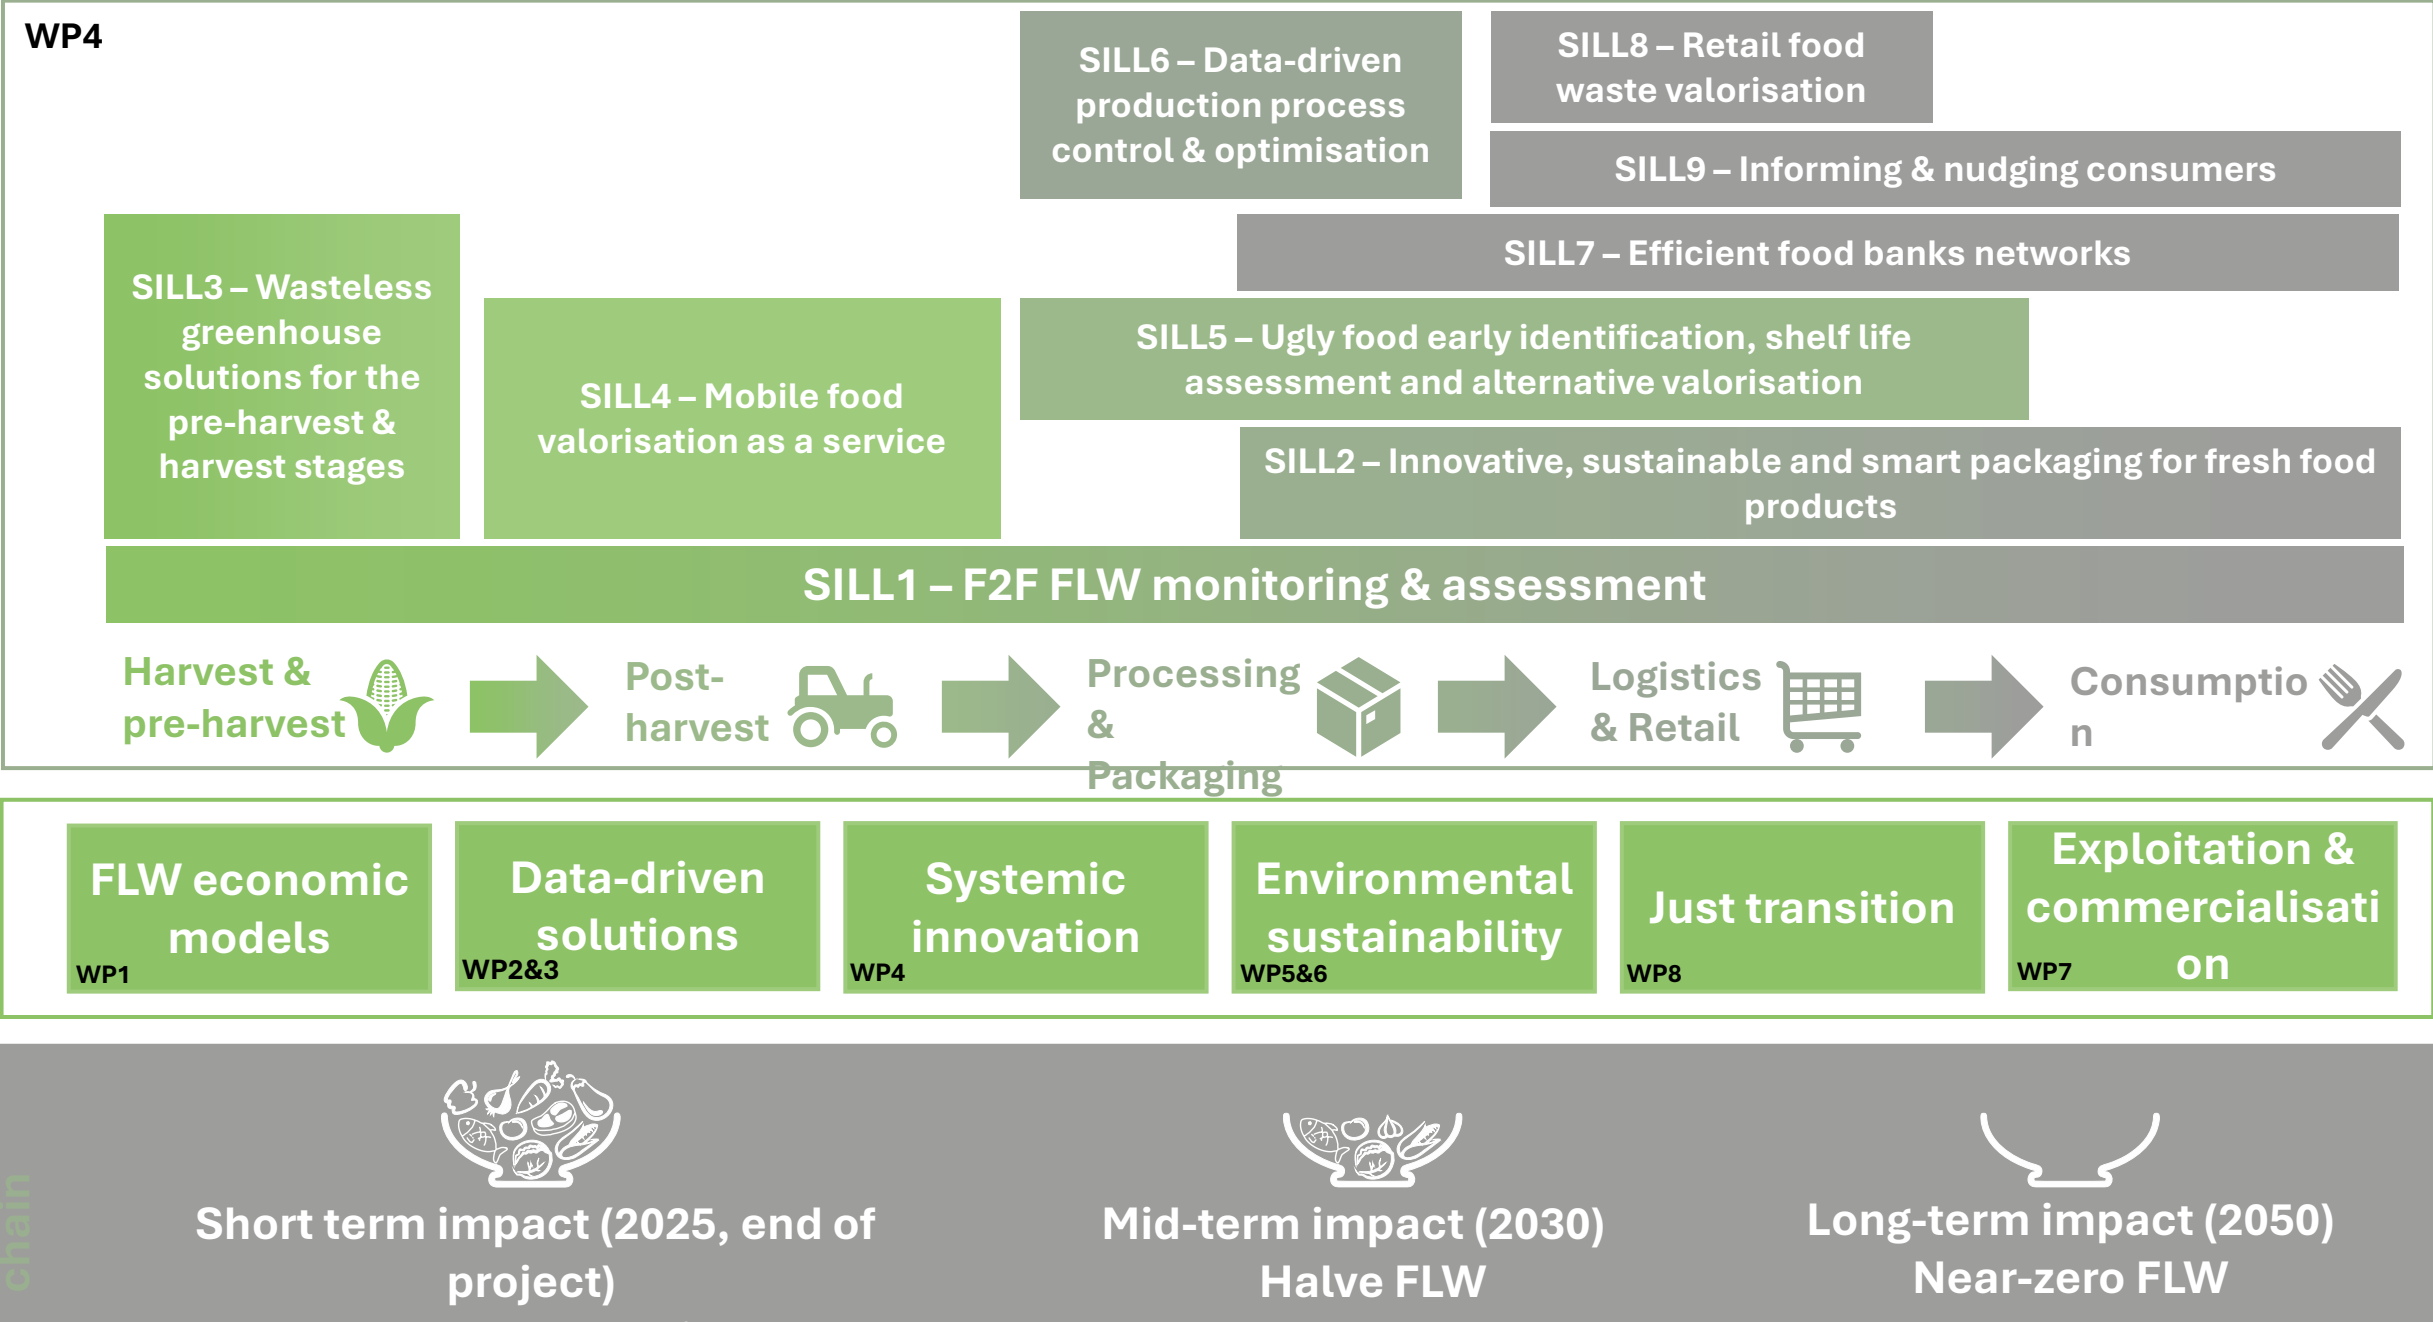 WP4
SILL6 – Data-driven
production process
control & optimisation
SILL8 – Retail food
waste valorisation
SILL9 – Informing & nudging consumers
SILL7 – Efficient food banks networks
SILL3 – Wasteless
greenhouse
solutions for the
pre-harvest &
harvest stages
SILL4 – Mobile food
valorisation as a service
SILL5 – Ugly food early identification, shelf life
assessment and alternative valorisation
SILL2 – Innovative, sustainable and smart packaging for fresh food
products
SILL1 – F2F FLW monitoring & assessment
Harvest &
pre-harvest
Post-
harvest
Processing
&
Packaging
Logistics
& Retail
Consumptio
n
FLW economic
models
WP1
Data-driven
solutions
WP2&3
Systemic
innovation
WP4
Environmental
sustainability
WP5&6
Just transition
WP8
Exploitation &
commercialisati
on
WP7
chain
Short term impact (2025, end of
project)
Mid-term impact (2030)
Halve FLW
Long-term impact (2050)
Near-zero FLW